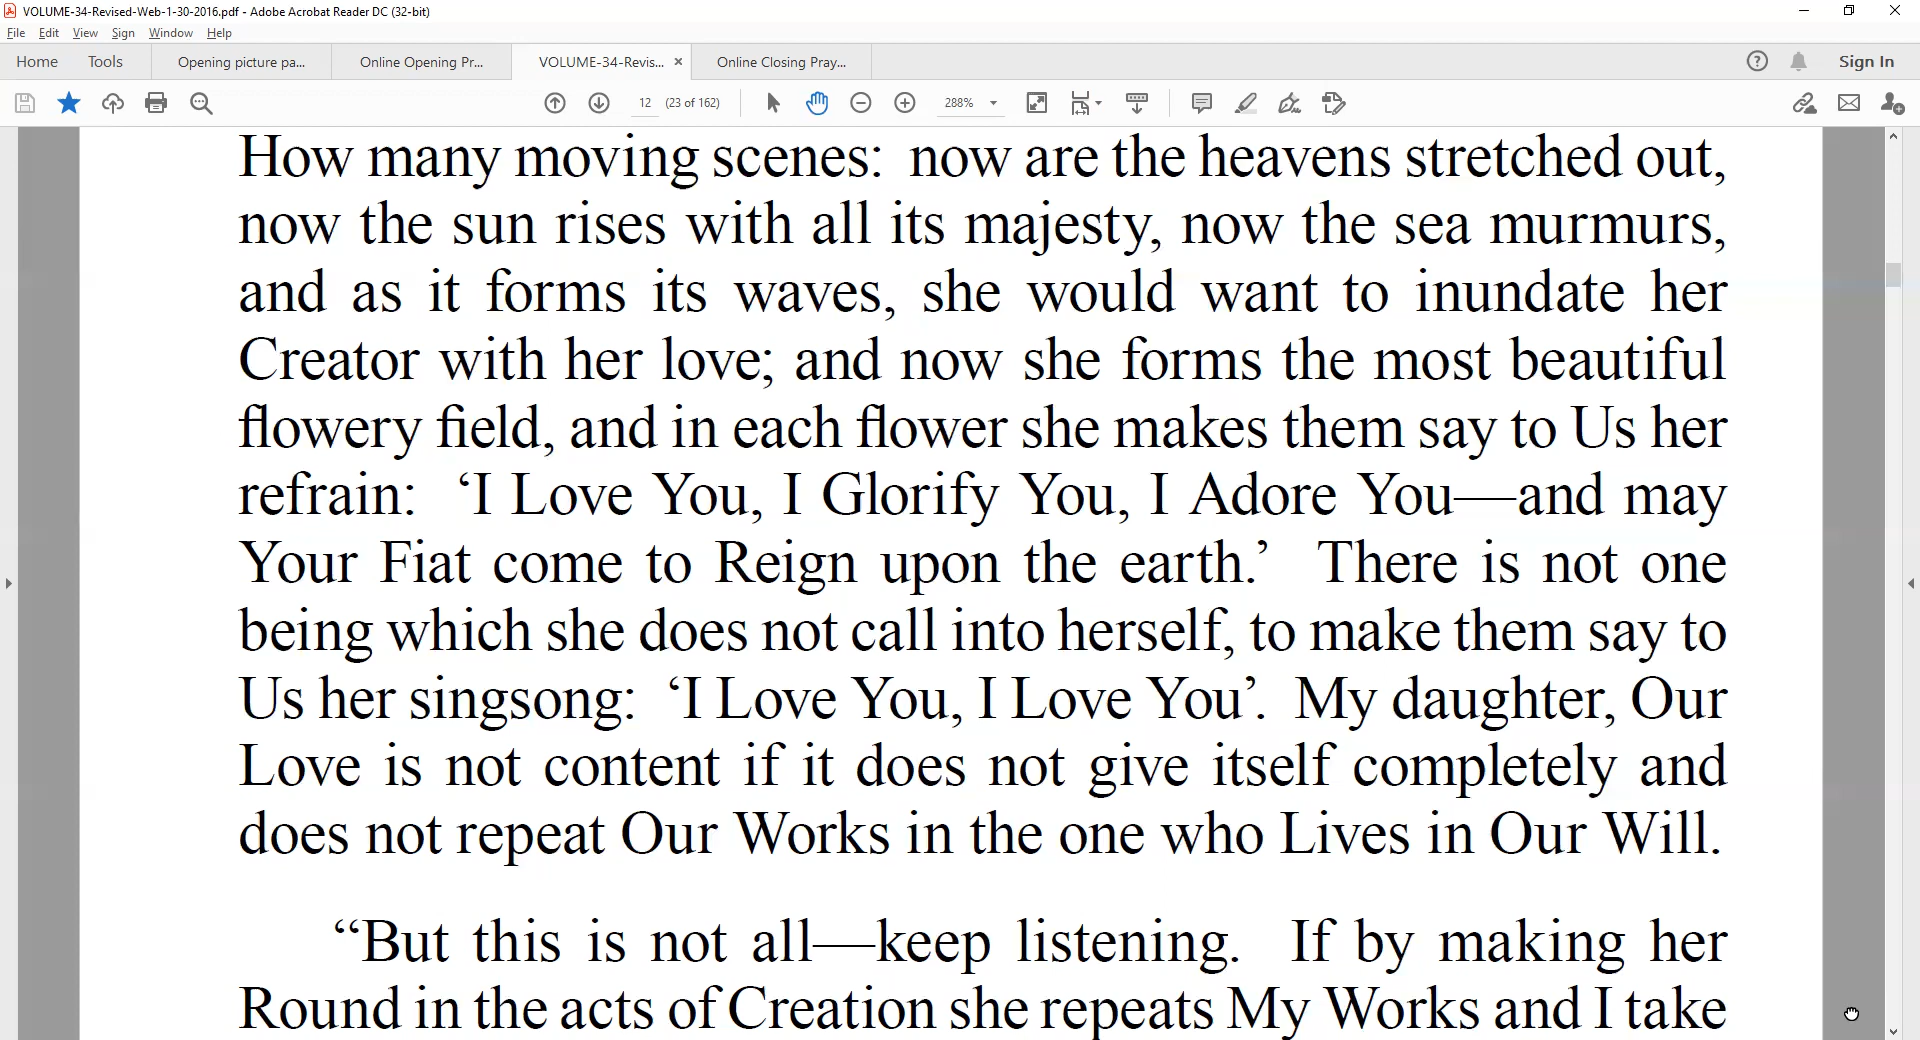 VOLUME-34-Revised-Web-1-30-2016.pdf - Adobe Acrobat Reader DC (32-bit)
File Edit View Sign Window Help
Home Tools Opening picture pa... Online Opening Pr... VOLUME-34-Revis... × Online Closing Pray... Sign In
12 (23 of 162) 288%
How many moving scenes: now are the heavens stretched out,
now the sun rises with all its majesty, now the sea murmurs,
and as it forms its waves, she would want to inundate her
Creator with her love; and now she forms the most beautiful
flowery field, and in each flower she makes them say to Us her
refrain: ‘I Love You, I Glorify You, I Adore You—and may
Your Fiat come to Reign upon the earth.’ There is not one
being which she does not call into herself, to make them say to
Us her singsong: ‘I Love You, I Love You’. My daughter, Our
Love is not content if it does not give itself completely and
does not repeat Our Works in the one who Lives in Our Will.
“But this is not all—keep listening. If by making her
Round in the acts of Creation she repeats My Works and I take